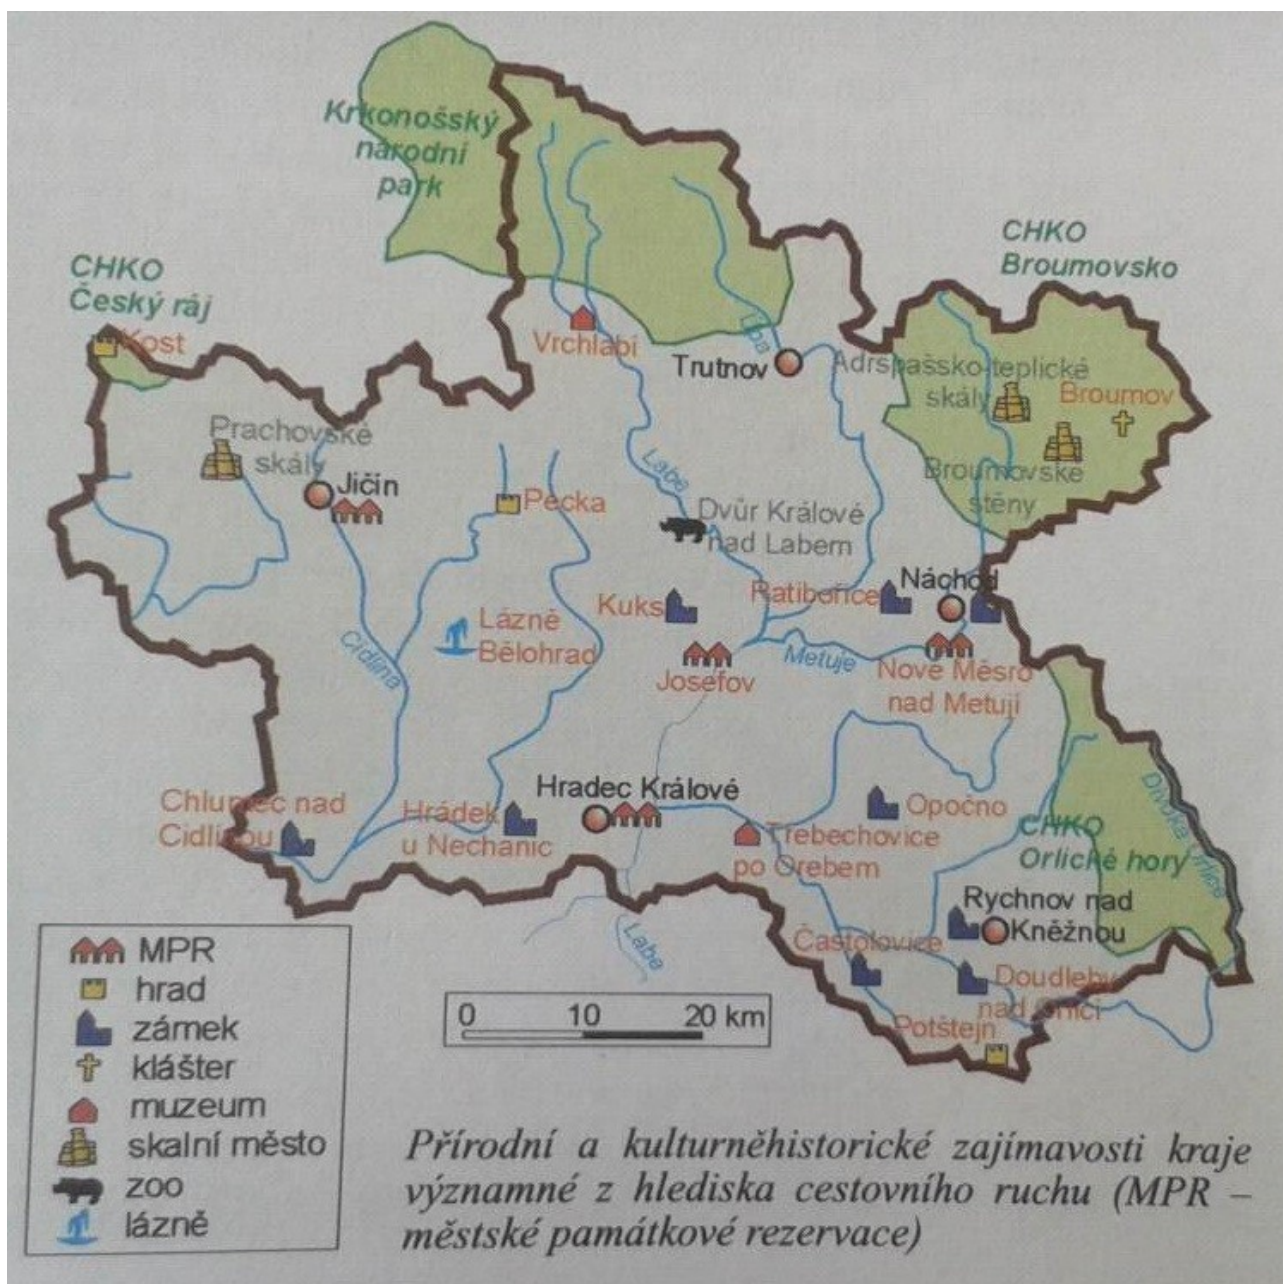 Krkonošský
národní
park
CHKO
Broumovsko
CHKO
Český ráj
Kost
Vrchlabí
Úpa
Trutnov
Adršpašsko-teplické
skály
Broumov
Prachovské
skály
Broumovské
stěny
Jičín
Pecka
Labe
Dvůr Králové
nad Labem
Náchod
Ratibořice
Kuks
Lázně
Bělohrad
Cidlina
Josefov
Metuje
Nové Měsro
nad Metují
Divoká Orlice
Hradec Králové
Chlumec nad
Cidlinou
Hrádek
u Nechanic
Opočno
Třebechovice
po Orebem
CHKO
Orlické hory
Rychnov nad
Kněžnou
Častolovice
Labe
Doudleby
nad Orlicí
Potštejn
MPR
hrad
zámek
klášter
muzeum
skalní město
zoo
lázně
0 10 20 km
Přírodní a kulturněhistorické zajímavosti kraje
významné z hlediska cestovního ruchu (MPR –
městské památkové rezervace)